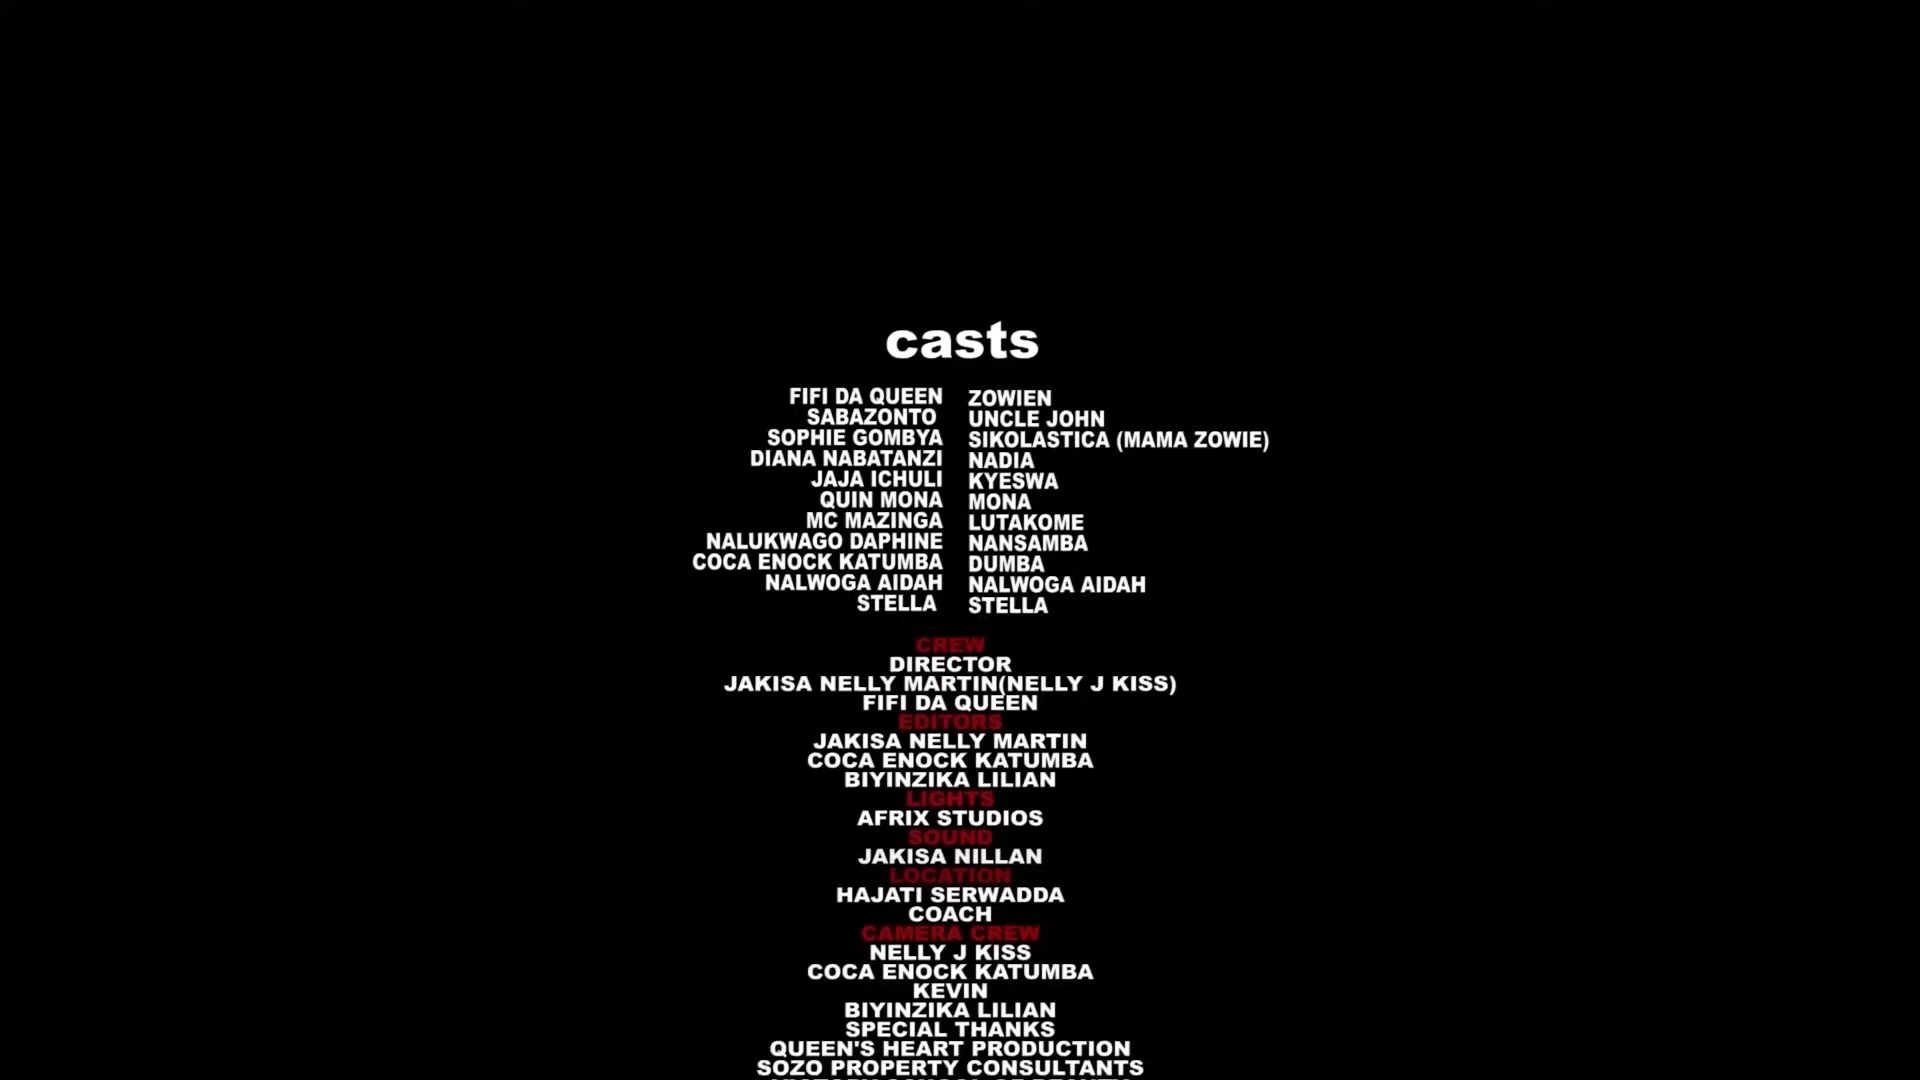 casts
FIFI DA QUEEN ZOWIEN
SABAZONTO UNCLE JOHN
SOPHIE GOMBYA SIKOLASTICA (MAMA ZOWIE)
DIANA NABATANZI NADIA
JAJA ICHULI KYESWA
QUIN MONA MONA
MC MAZINGA LUTAKOME
NALUKWAGO DAPHINE NANSAMBA
COCA ENOCK KATUMBA DUMBA
NALWOGA AIDAH NALWOGA AIDAH
STELLA STELLA
CREW
DIRECTOR
JAKISA NELLY MARTIN(NELLY J KISS)
FIFI DA QUEEN
EDITORS
JAKISA NELLY MARTIN
COCA ENOCK KATUMBA
BIYINZIKA LILIAN
LIGHTS
AFRIX STUDIOS
SOUND
JAKISA NILLAN
LOCATION
HAJATI SERWADDA
COACH
CAMERA CREW
NELLY J KISS
COCA ENOCK KATUMBA
KEVIN
BIYINZIKA LILIAN
SPECIAL THANKS
QUEEN'S HEART PRODUCTION
SOZO PROPERTY CONSULTANTS